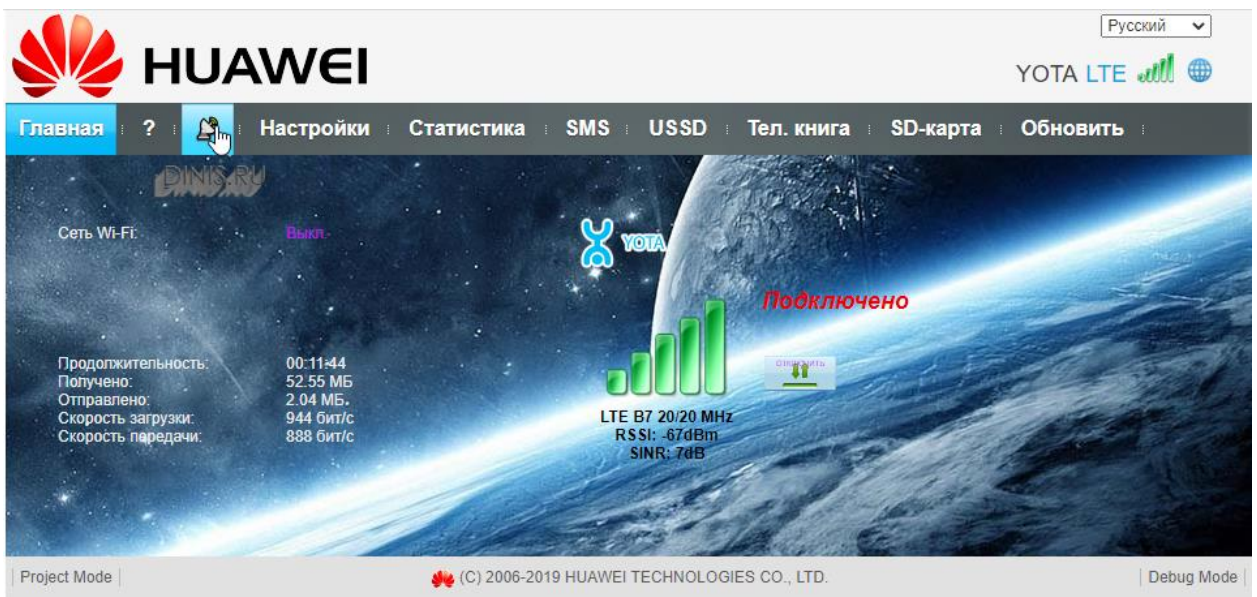 Русский
HUAWEI
YOTA LTE
Главная ? Настройки Статистика SMS USSD Тел. книга SD-карта Обновить
DINIS.RU
Сеть Wi-Fi: Выкл.
YOTA
Подключено
отключить
Продолжительность: 00:11:44
Получено: 52.55 МБ
Отправлено: 2.04 МБ.
Скорость загрузки: 944 бит/с
Скорость передачи: 888 бит/с
LTE B7 20/20 MHz
RSSI: -67dBm
SINR: 7dB
Project Mode (C) 2006-2019 HUAWEI TECHNOLOGIES CO., LTD. Debug Mode